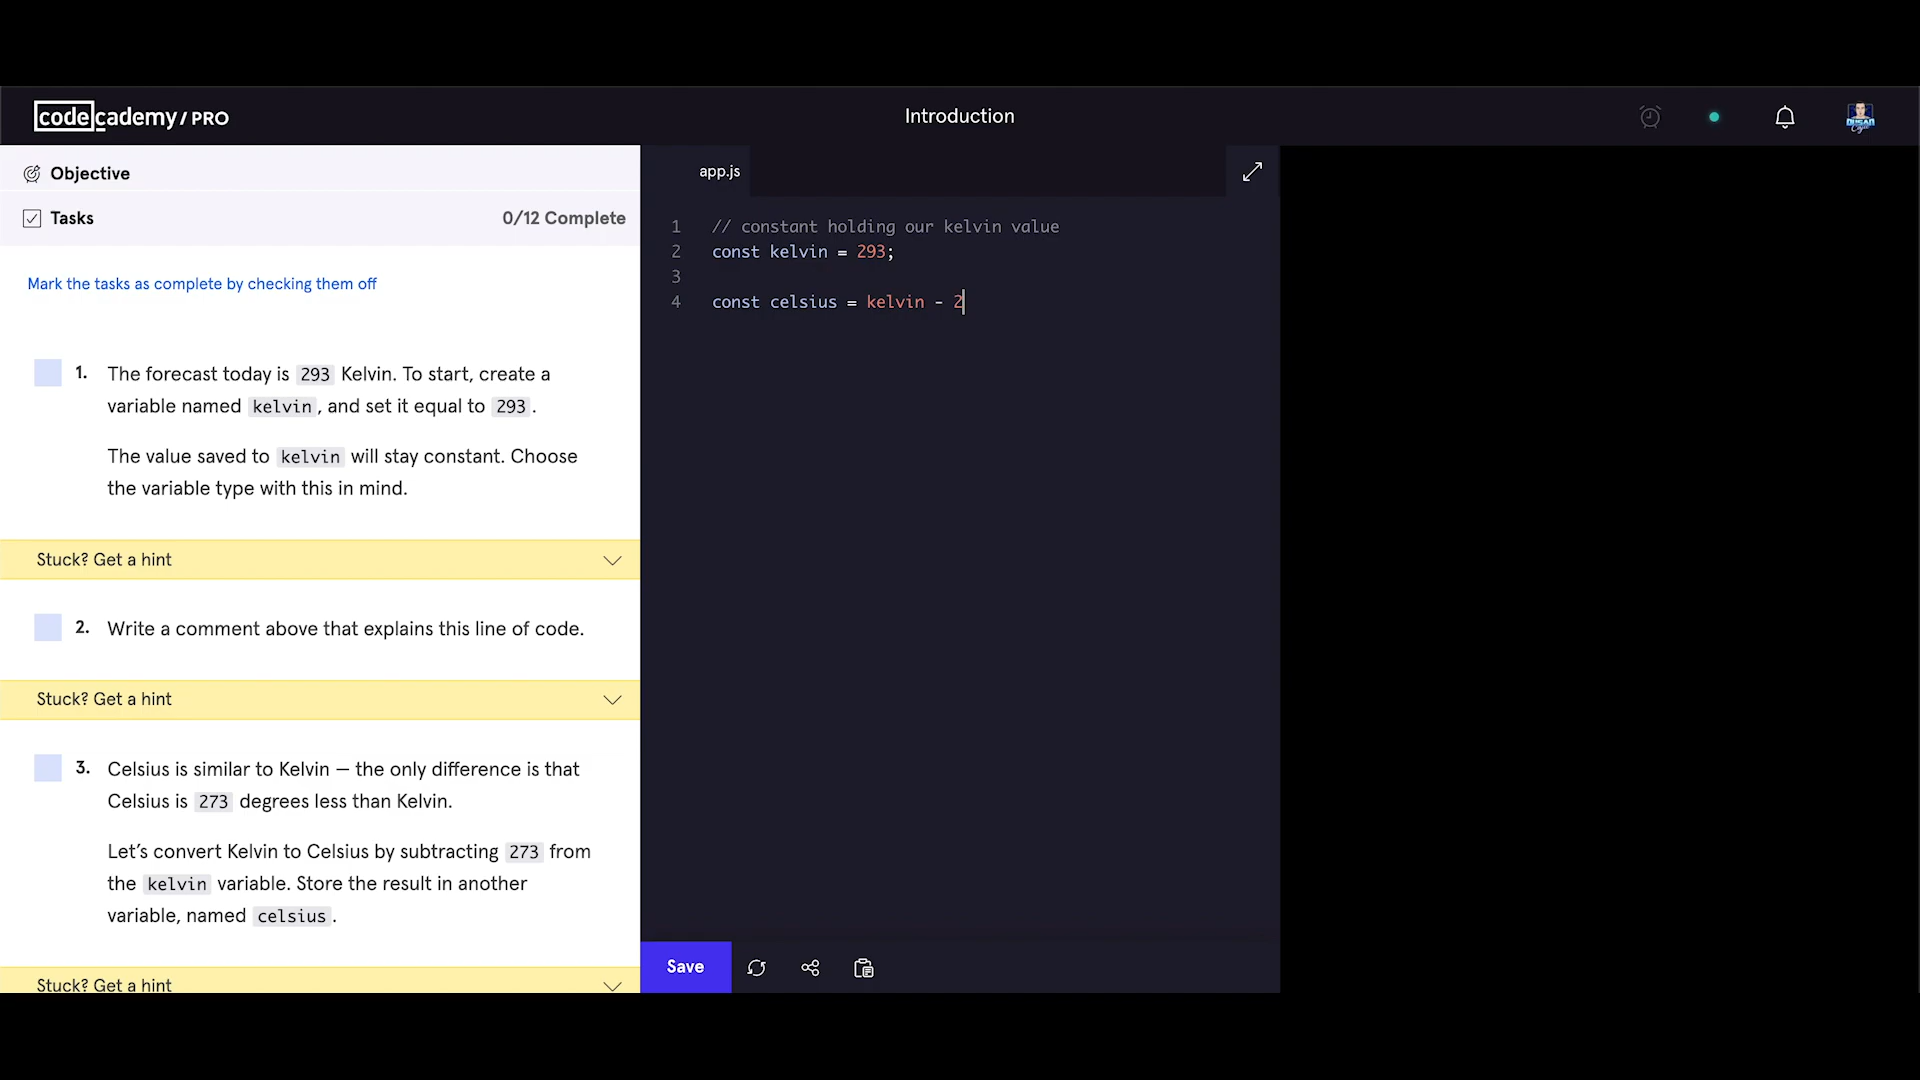 codecademy/PRO
Introduction
Objective
Tasks
0/12 Complete
Mark the tasks as complete by checking them off
1. The forecast today is 293 Kelvin. To start, create a
variable named kelvin, and set it equal to 293.
The value saved to kelvin will stay constant. Choose
the variable type with this in mind.
Stuck? Get a hint
2. Write a comment above that explains this line of code.
Stuck? Get a hint
3. Celsius is similar to Kelvin — the only difference is that
Celsius is 273 degrees less than Kelvin.
Let’s convert Kelvin to Celsius by subtracting 273 from
the kelvin variable. Store the result in another
variable, named celsius.
Stuck? Get a hint
app.js
1 // constant holding our kelvin value
2 const kelvin = 293;
3
4 const celsius = kelvin - 2
Save